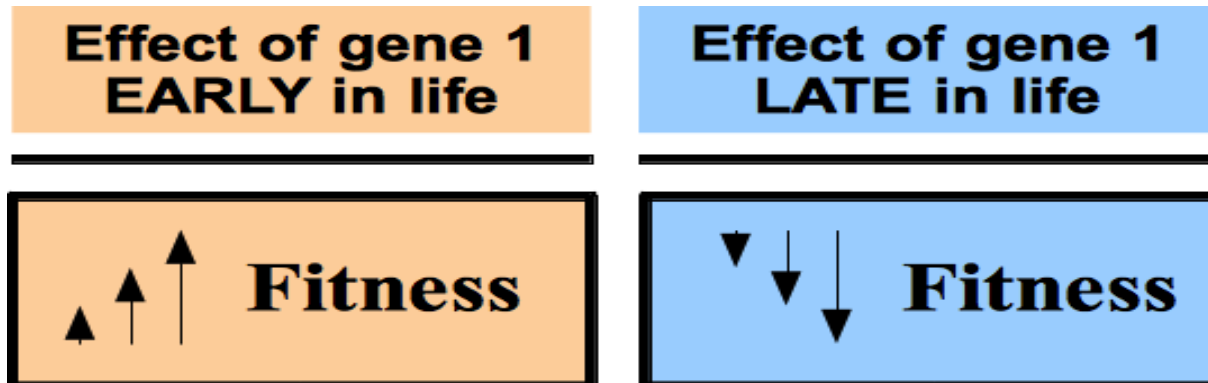 Effect of gene 1
EARLY in life
Effect of gene 1
LATE in life
Fitness
Fitness